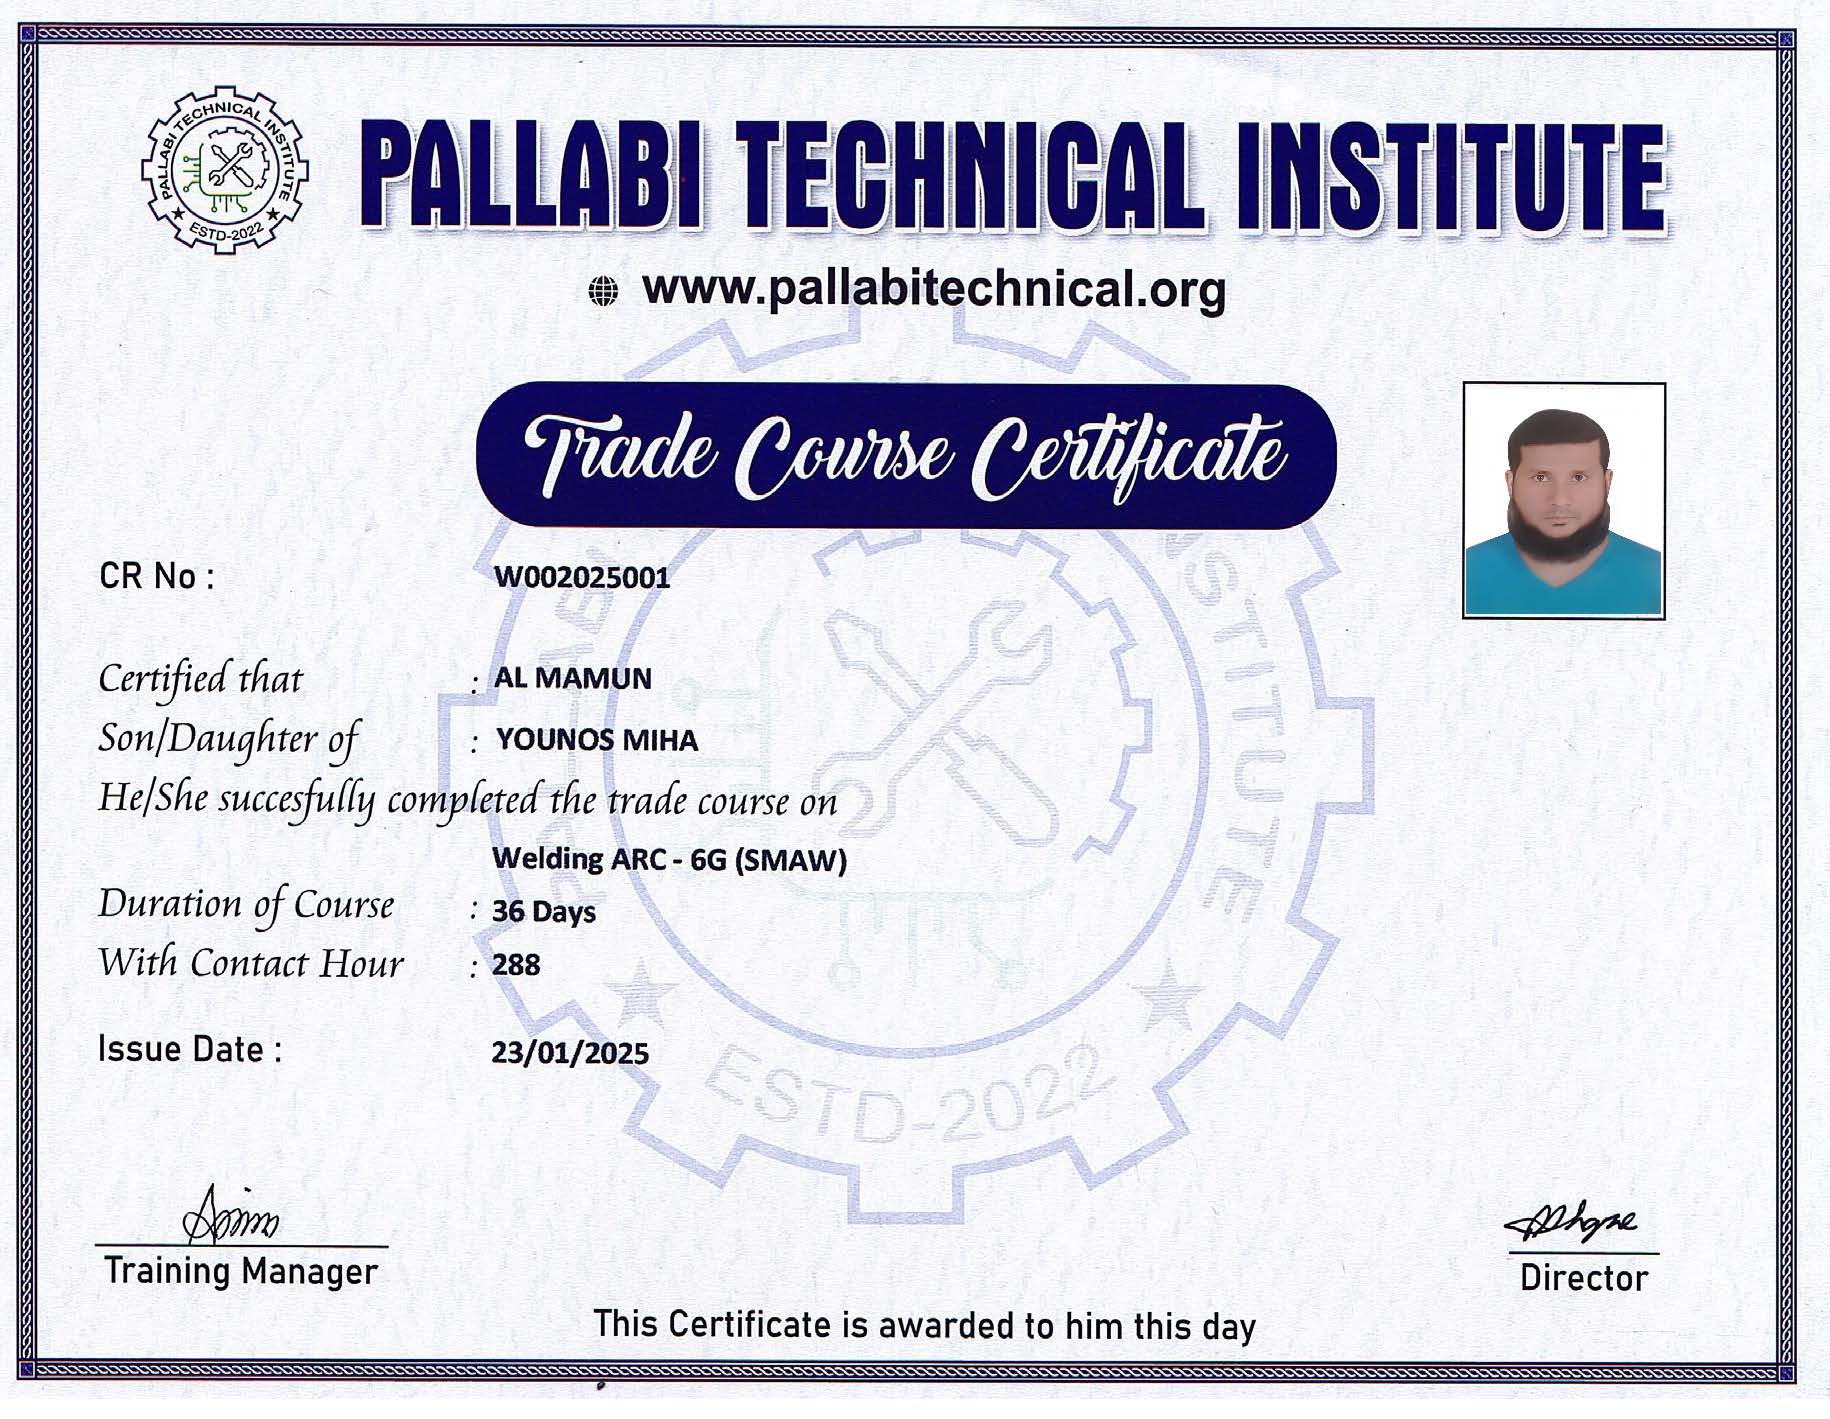 PALLABI TECHNICAL INSTITUTE
ESTD-2022
PALLABI TECHNICAL INSTITUTE
www.pallabitechnical.org
Trade Course Certificate
CR No : W002025001
Certified that : AL MAMUN
Son/Daughter of : YOUNOS MIHA
He/She succesfully completed the trade course on
Welding ARC - 6G (SMAW)
Duration of Course : 36 Days
With Contact Hour : 288
Issue Date : 23/01/2025
ESTD-2022
Training Manager
Director
This Certificate is awarded to him this day